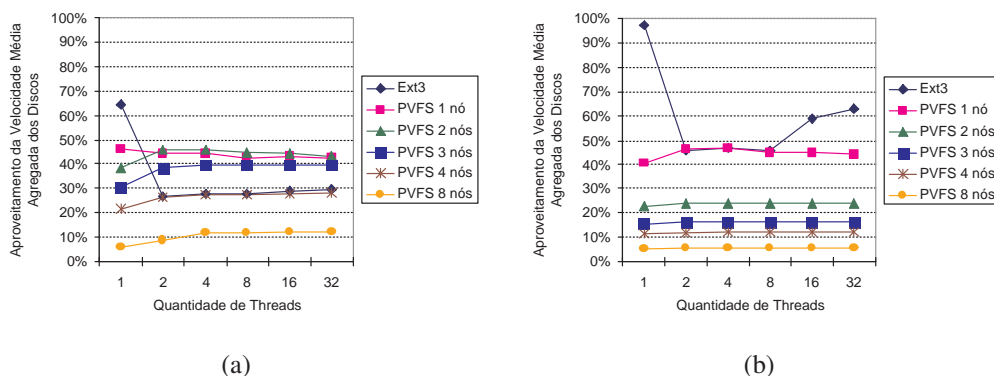 Aproveitamento da Velocidade Média
Agregada dos Discos
100%
90%
80%
70%
60%
50%
40%
30%
20%
10%
0%
1 2 4 8 16 32
Quantidade de Threads
Ext3
PVFS 1 nó
PVFS 2 nós
PVFS 3 nós
PVFS 4 nós
PVFS 8 nós
(a)
Aproveitamento da Velocidade Média
Agregada dos Discos
100%
90%
80%
70%
60%
50%
40%
30%
20%
10%
0%
1 2 4 8 16 32
Quantidade de Threads
Ext3
PVFS 1 nó
PVFS 2 nós
PVFS 3 nós
PVFS 4 nós
PVFS 8 nós
(b)